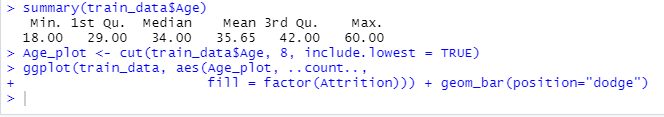 > summary(train_data$Age)
   Min. 1st Qu.  Median    Mean 3rd Qu.    Max.
  18.00   29.00   34.00   35.65   42.00   60.00
> Age_plot <- cut(train_data$Age, 8, include.lowest = TRUE)
> ggplot(train_data, aes(Age_plot, ..count..,
+                        fill = factor(Attrition))) + geom_bar(position="dodge")
>